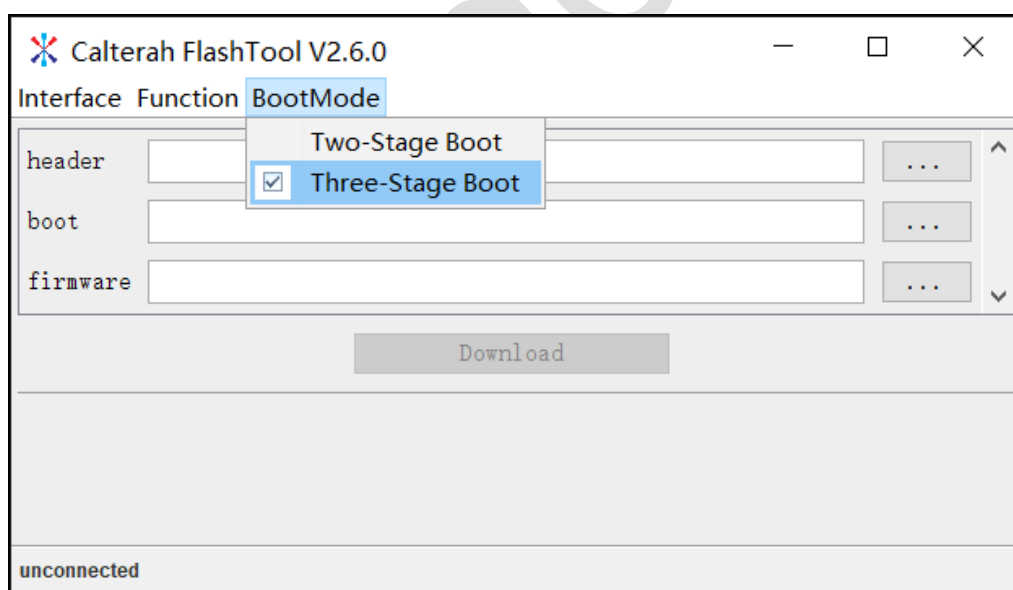 Calterah FlashTool V2.6.0
Interface Function BootMode
Two-Stage Boot
Three-Stage Boot
header ...
boot ...
firmware ...
Download
unconnected